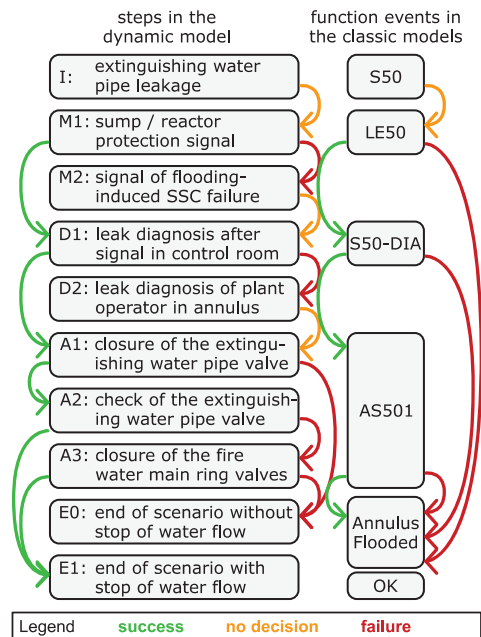 steps in the
dynamic model
function events in
the classic models
I: extinguishing water
pipe leakage
S50
M1: sump / reactor
protection signal
LE50
M2: signal of flooding-
induced SSC failure
D1: leak diagnosis after
signal in control room
S50-DIA
D2: leak diagnosis of plant
operator in annulus
A1: closure of the extingu-
ishing water pipe valve
A2: check of the extinguish-
ing water pipe valve
AS501
A3: closure of the fire
water main ring valves
E0: end of scenario without
stop of water flow
Annulus
Flooded
E1: end of scenario with
stop of water flow
OK
Legend success no decision failure